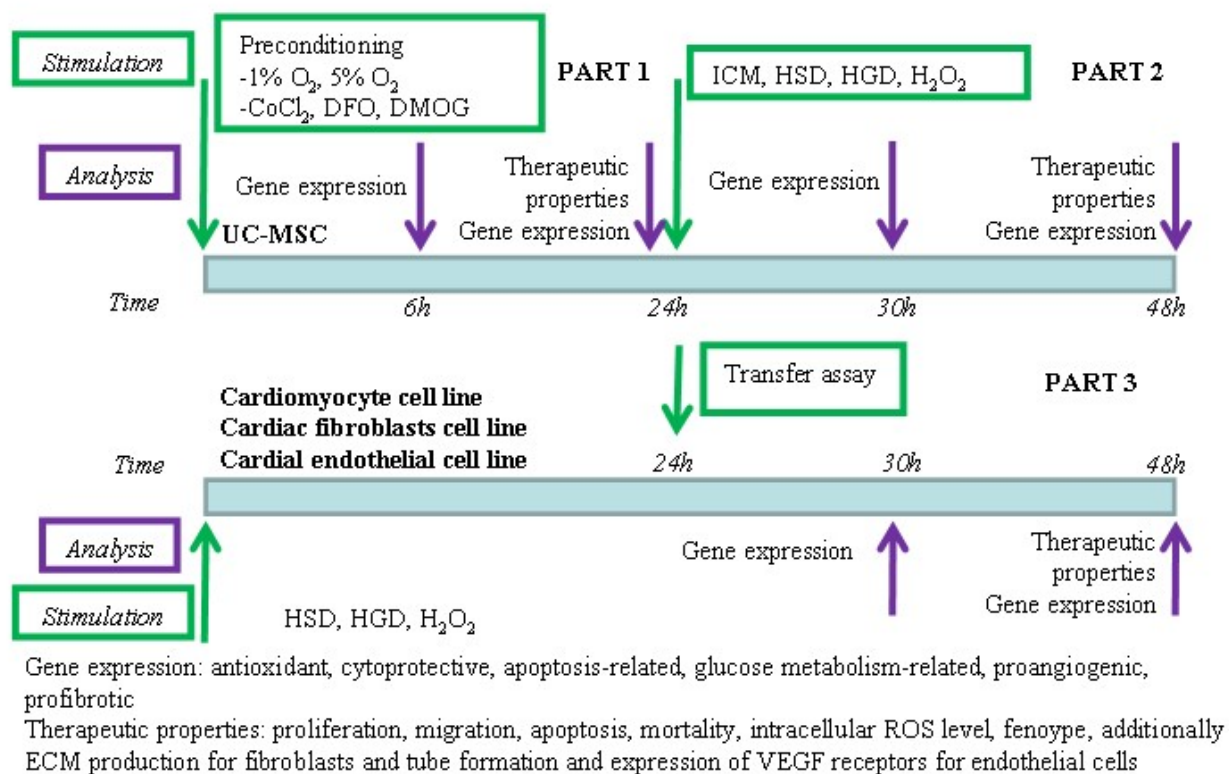 Stimulation
Preconditioning
-1% O₂, 5% O₂
-CoCl₂, DFO, DMOG
PART 1
ICM, HSD, HGD, H₂O₂
PART 2
Analysis
Gene expression
Therapeutic
properties
Gene expression
Gene expression
Therapeutic
properties
Gene expression
UC-MSC
Time
6h
24h
30h
48h
Transfer assay
PART 3
Cardiomyocyte cell line
Cardiac fibroblasts cell line
Cardial endothelial cell line
Time
24h
30h
48h
Analysis
Gene expression
Therapeutic
properties
Gene expression
Stimulation
HSD, HGD, H₂O₂
Gene expression: antioxidant, cytoprotective, apoptosis-related, glucose metabolism-related, proangiogenic,
profibrotic
Therapeutic properties: proliferation, migration, apoptosis, mortality, intracellular ROS level, fenoype, additionally
ECM production for fibroblasts and tube formation and expression of VEGF receptors for endothelial cells